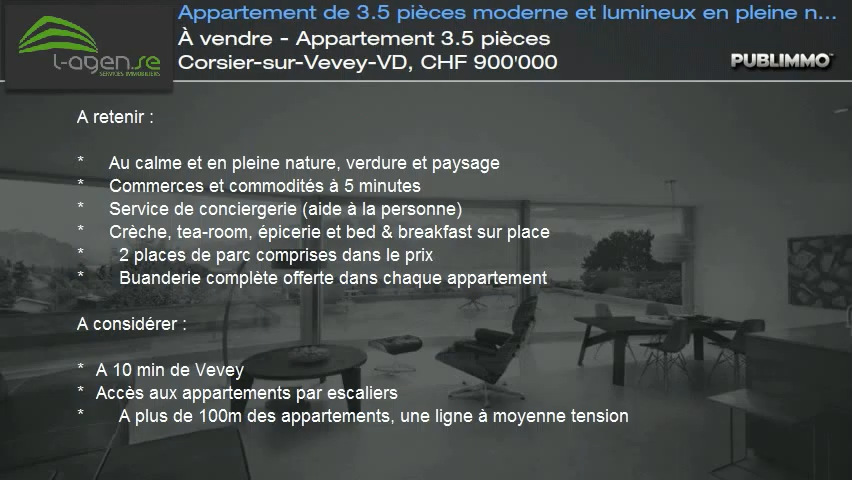 Appartement de 3.5 pièces moderne et lumineux en pleine n...
À vendre - Appartement 3.5 pièces
Corsier-sur-Vevey-VD, CHF 900'000
l-agen.se
SERVICES IMMOBILIERS
PUBLIMMO
A retenir :
* Au calme et en pleine nature, verdure et paysage
* Commerces et commodités à 5 minutes
* Service de conciergerie (aide à la personne)
* Crèche, tea-room, épicerie et bed & breakfast sur place
* 2 places de parc comprises dans le prix
* Buanderie complète offerte dans chaque appartement
A considérer :
* A 10 min de Vevey
* Accès aux appartements par escaliers
* A plus de 100m des appartements, une ligne à moyenne tension